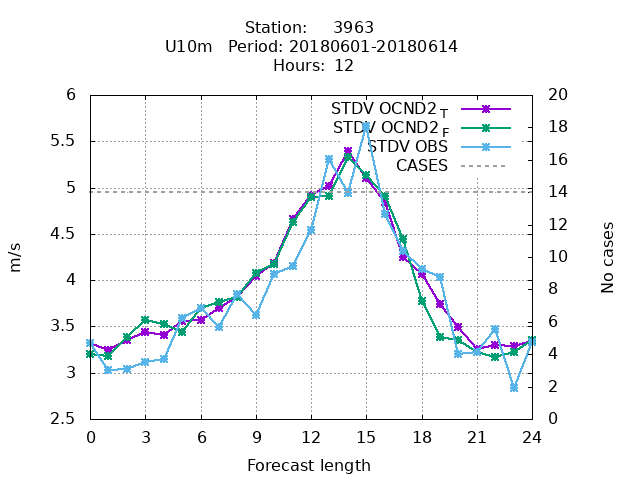 Station: 3963
U10m Period: 20180601-20180614
Hours: 12
6
5.5
5
4.5
4
3.5
3
2.5
m/s
20
18
16
14
12
10
8
6
4
2
0
No cases
STDV OCND2 T
STDV OCND2 F
STDV OBS
CASES
0 3 6 9 12 15 18 21 24
Forecast length